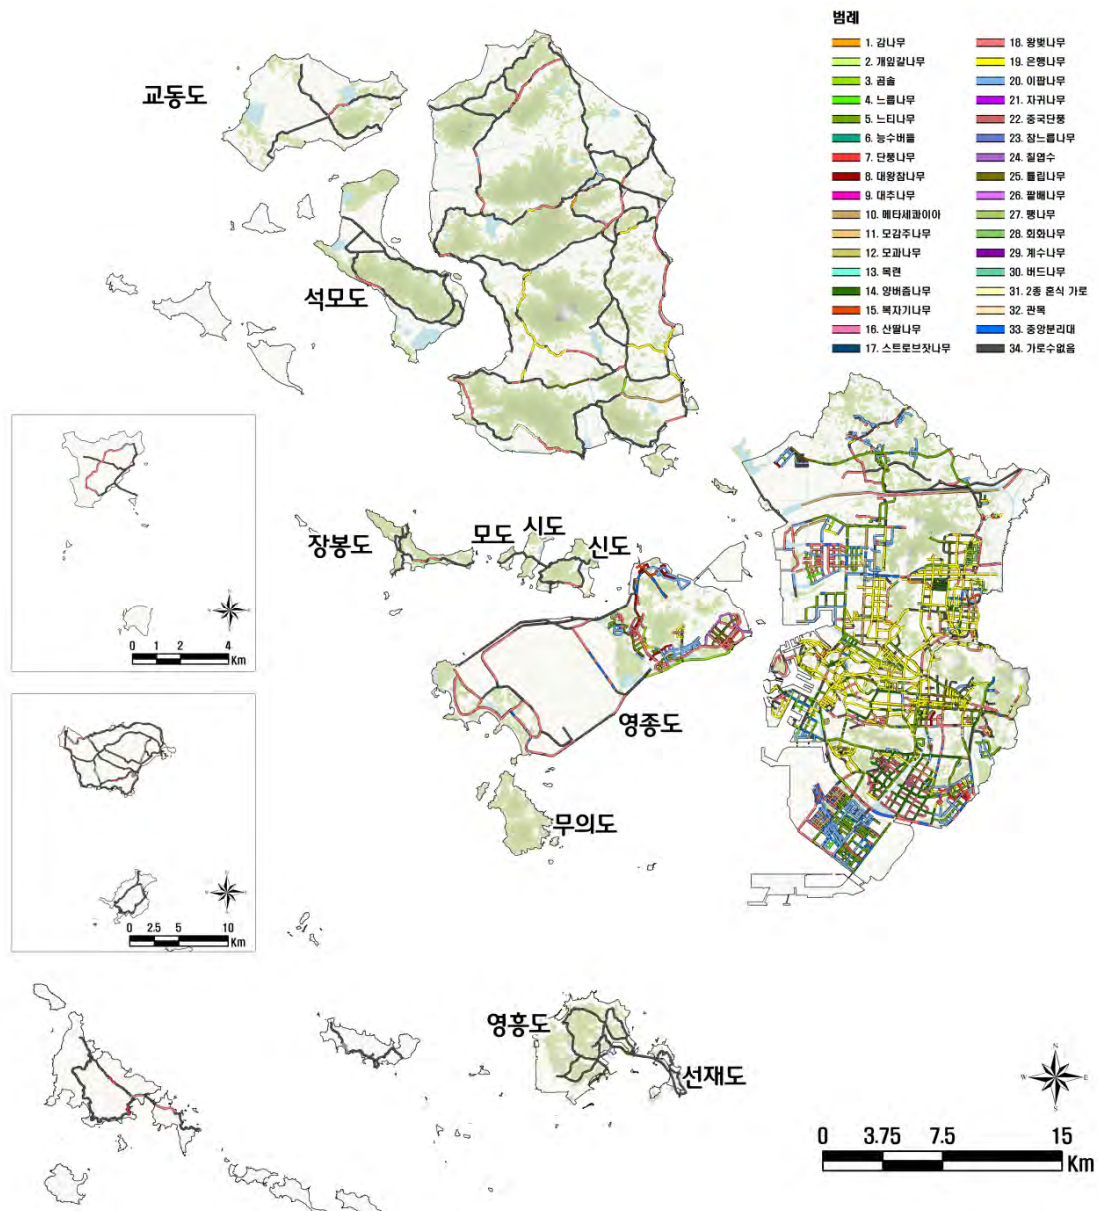 범례
1. 감나무
2. 개잎갈나무
3. 곰솔
4. 느릅나무
5. 느티나무
6. 능수버들
7. 단풍나무
8. 대왕참나무
9. 대추나무
10. 메타세콰이아
11. 모감주나무
12. 모과나무
13. 목련
14. 양버즘나무
15. 복자기나무
16. 산딸나무
17. 스트로브잣나무
18. 왕벚나무
19. 은행나무
20. 이팝나무
21. 자귀나무
22. 중국단풍
23. 참느릅나무
24. 칠엽수
25. 튤립나무
26. 팥배나무
27. 팽나무
28. 회화나무
29. 계수나무
30. 버드나무
31. 2종 혼식 가로
32. 관목
33. 중앙분리대
34. 가로수없음
교동도
석모도
장봉도
모도
시도
신도
영종도
무의도
0 1 2 4
Km
0 2.5 5 10
Km
영흥도
선재도
N
W E
S
0 3.75 7.5 15
Km